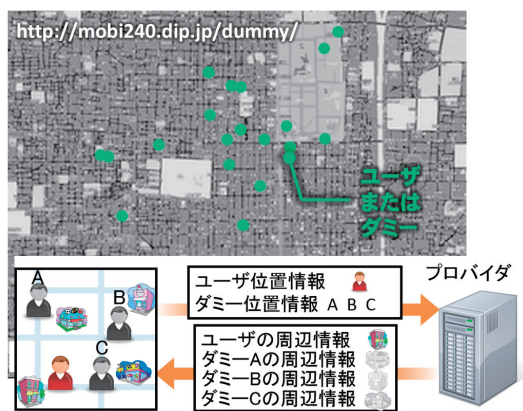 http://mobi240.dip.jp/dummy/
ユーザ
または
ダミー
プロバイダ
A
B
C
ユーザ位置情報
ダミー位置情報 A B C
ユーザの周辺情報
ダミーAの周辺情報
ダミーBの周辺情報
ダミーCの周辺情報